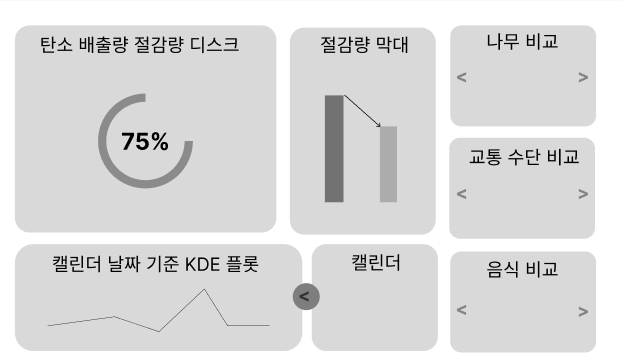 탄소 배출량 절감량 디스크
75%
절감량 막대
나무 비교
< >
교통 수단 비교
< >
캘린더 날짜 기준 KDE 플롯
<
캘린더
음식 비교
< >